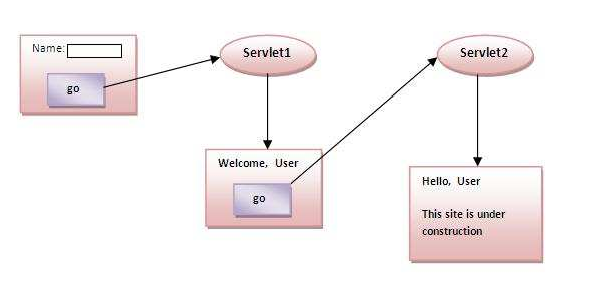 Name:
go
Servlet1
Welcome, User
go
Servlet2
Hello, User
This site is under
construction